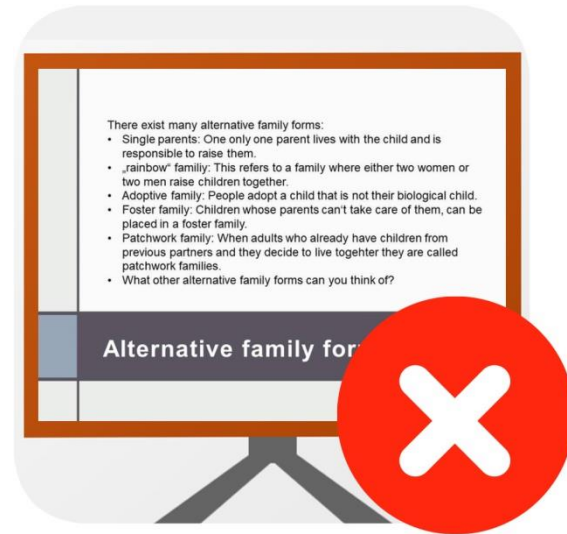 There exist many alternative family forms:
• Single parents: One only one parent lives with the child and is
responsible to raise them.
• „rainbow“ familiy: This refers to a family where either two women or
two men raise children together.
• Adoptive family: People adopt a child that is not their biological child.
• Foster family: Children whose parents can't take care of them, can be
placed in a foster family.
• Patchwork family: When adults who already have children from
previous partners and they decide to live togehter they are called
patchwork families.
• What other alternative family forms can you think of?
Alternative family